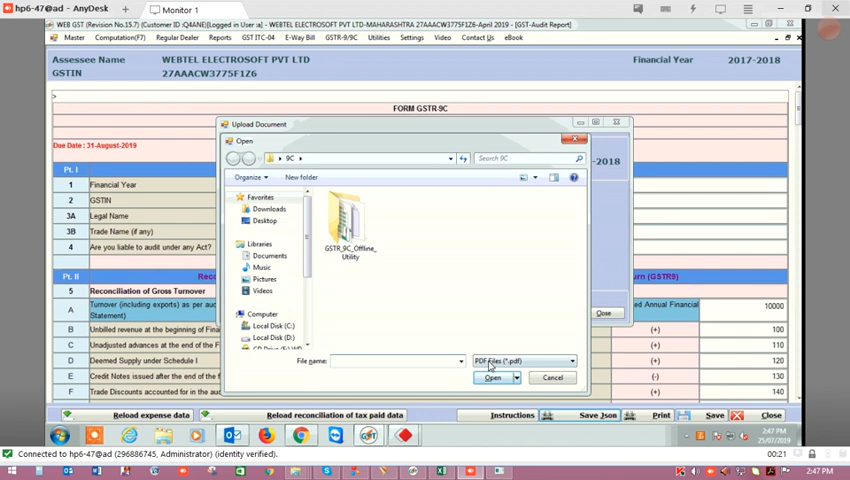 hp6-47@ad - AnyDesk
Monitor 1
WEB GST (Revision No.15.7) (Customer ID :Q4ANE)[Logged in User :a] - WEBTEL ELECTROSOFT PVT LTD-MAHARASHTRA 27AAACW3775F1Z6-April 2019 - [GST-Audit Report]
Master Computation(F7) Regular Dealer Reports GST ITC-04 E-Way Bill GSTR-9/9C Utilities Settings View Contact Us eBook
Assessee Name WEBTEL ELECTROSOFT PVT LTD Financial Year 2017-2018
GSTIN 27AAACW3775F1Z6
>
FORM GSTR-9C
Upload Document
Open
Due Date : 31-August-2019
9C
Search 9C
-2018
Organize New folder
Pt. I
1 Financial Year
2 GSTIN
3A Legal Name
3B Trade Name (if any)
4 Are you liable to audit under any Act?
Favorites
Downloads
Desktop
Libraries
Documents
Music
Pictures
Videos
Computer
Local Disk (C:)
Local Disk (D:)
GSTR_9C_Offline_
Utility
Pt. II
urn (GSTR9)
5 Reconciliation of Gross Turnover
A Turnover (including exports) as per au
Statement)
ed Annual Financial 10000
B Unbilled revenue at the beginning of Fina (+) 100
C Unadjusted advances at the end of the F (+) 110
D Deemed Supply under Schedule I (+) 120
E Credit Notes issued after the end of the f (-) 130
F Trade Discounts accounted for in the aud (+) 140
Close
File name: PDF Files (*.pdf)
Open Cancel
Reload expense data Reload reconciliation of tax paid data Instructions Save Json Print Save Close
2:47 PM
25/07/2019
Connected to hp6-47@ad (296886745, Administrator) (identity verified). 00:21
2:47 PM